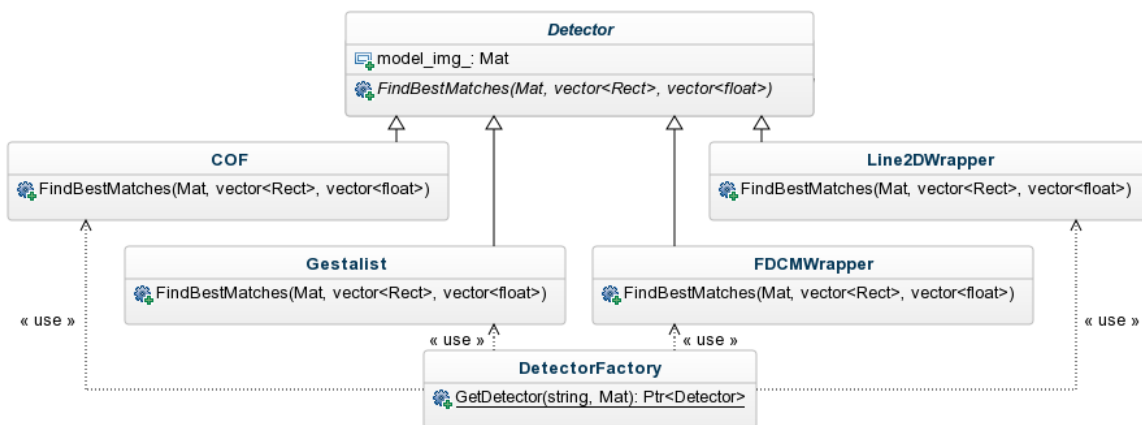 Detector
model_img_: Mat
FindBestMatches(Mat, vector<Rect>, vector<float>)
COF
FindBestMatches(Mat, vector<Rect>, vector<float>)
Line2DWrapper
FindBestMatches(Mat, vector<Rect>, vector<float>)
Gestalist
FindBestMatches(Mat, vector<Rect>, vector<float>)
FDCMWrapper
FindBestMatches(Mat, vector<Rect>, vector<float>)
« use »
« use »
« use »
« use »
DetectorFactory
GetDetector(string, Mat): Ptr<Detector>